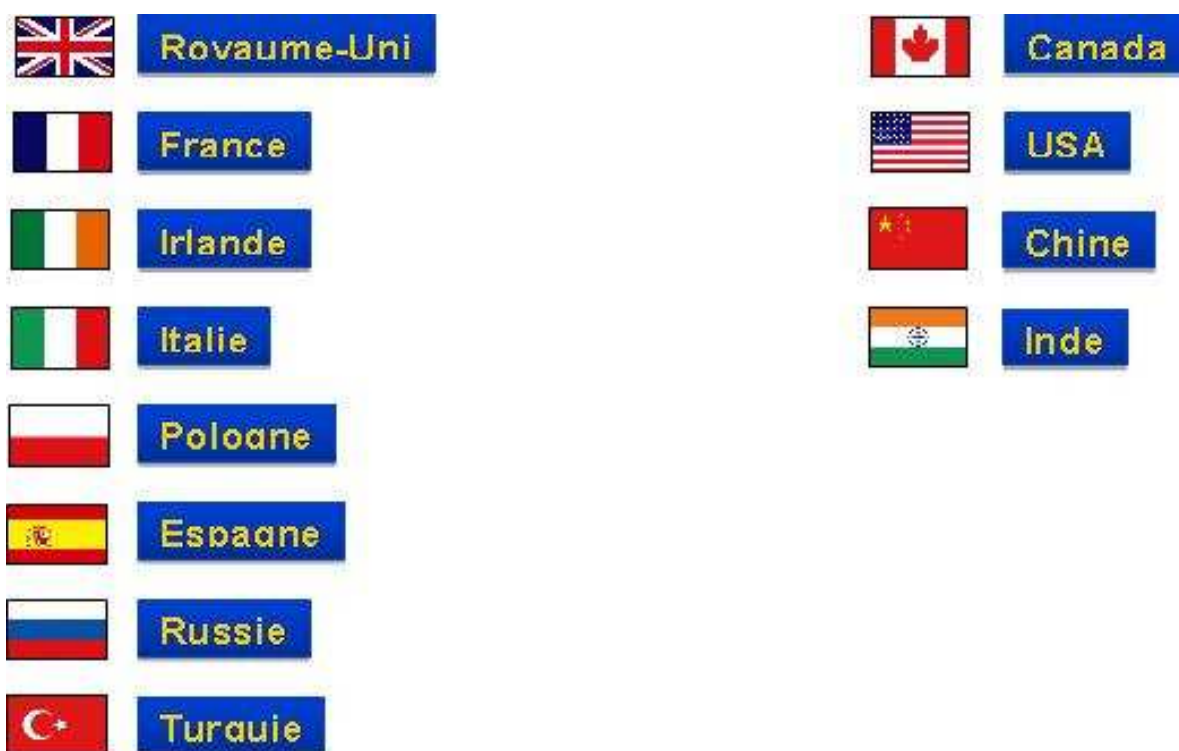 Royaume-Uni
France
Irlande
Italie
Pologne
Espagne
Russie
Turquie
Canada
USA
Chine
Inde